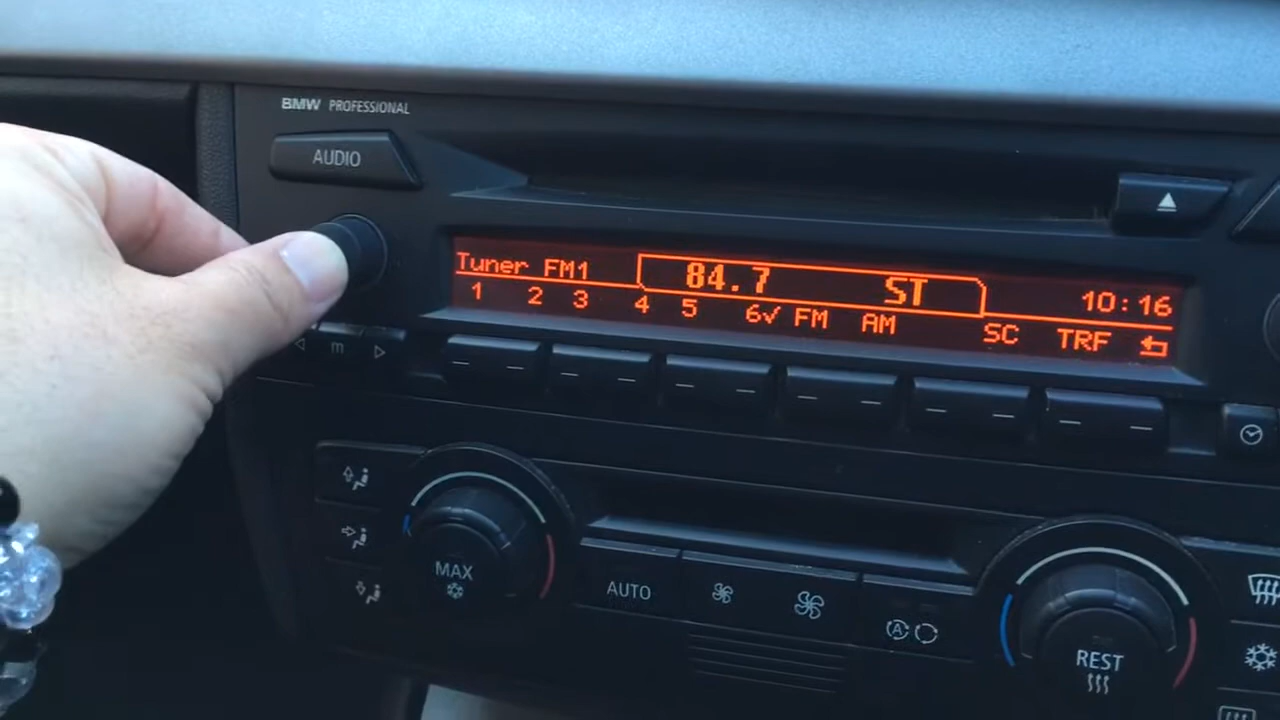 BMW PROFESSIONAL
AUDIO
Tuner FM1 84.7 ST 10:16
1 2 3 4 5 6✓ FM AM SC TRF
m
MAX
AUTO
A
REST